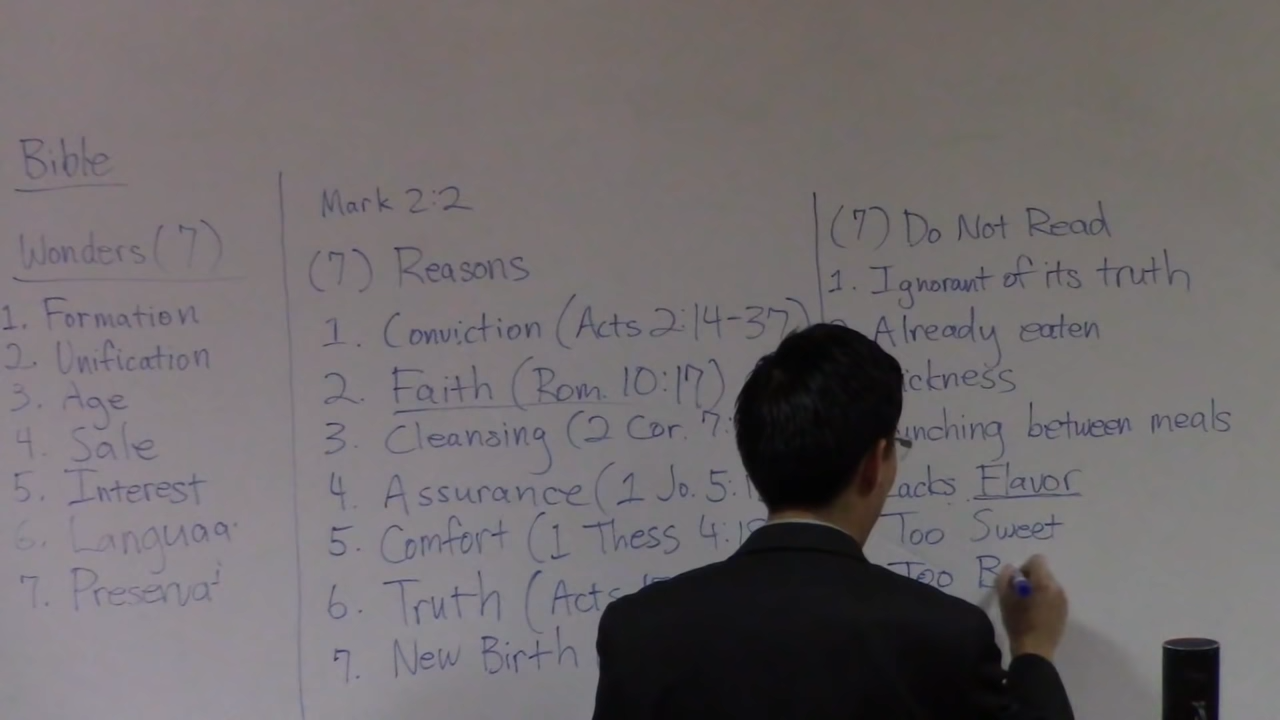 Bible
Wonders (7)
1. Formation
2. Unification
3. Age
4. Sale
5. Interest
6. Languag
7. Preserva
Mark 2:2
(7) Reasons
1. Conviction (Acts 2:14-37)
2. Faith (Rom. 10:17)
3. Cleansing (2 Cor. 7:
4. Assurance (1 Jo. 5:1
5. Comfort (1 Thess 4:18
6. Truth (Acts
7. New Birth
(7) Do Not Read
1. Ignorant of its truth
Already eaten
ickness
unching between meals
Lacks Flavor
Too Sweet
Too B